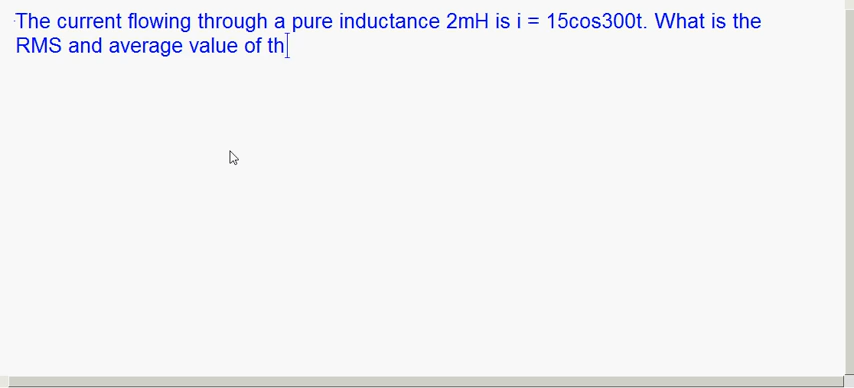 The current flowing through a pure inductance 2mH is i = 15cos300t. What is the
RMS and average value of th